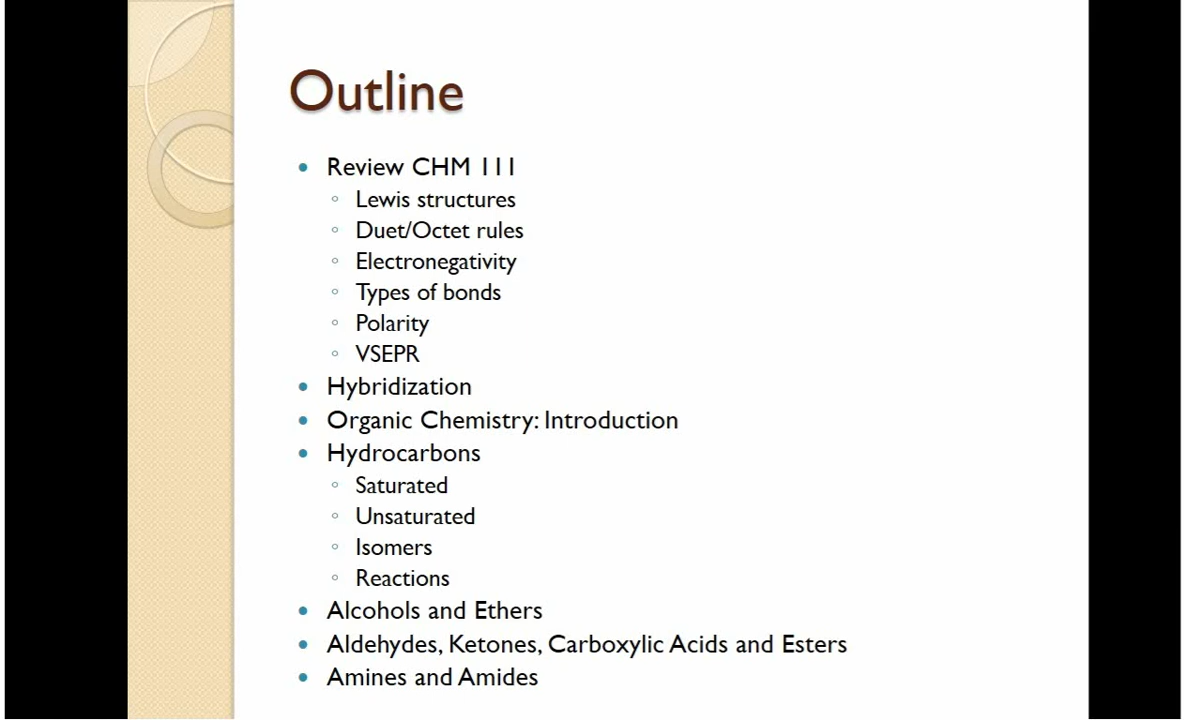 Outline
• Review CHM 111
◦ Lewis structures
◦ Duet/Octet rules
◦ Electronegativity
◦ Types of bonds
◦ Polarity
◦ VSEPR
• Hybridization
• Organic Chemistry: Introduction
• Hydrocarbons
◦ Saturated
◦ Unsaturated
◦ Isomers
◦ Reactions
• Alcohols and Ethers
• Aldehydes, Ketones, Carboxylic Acids and Esters
• Amines and Amides